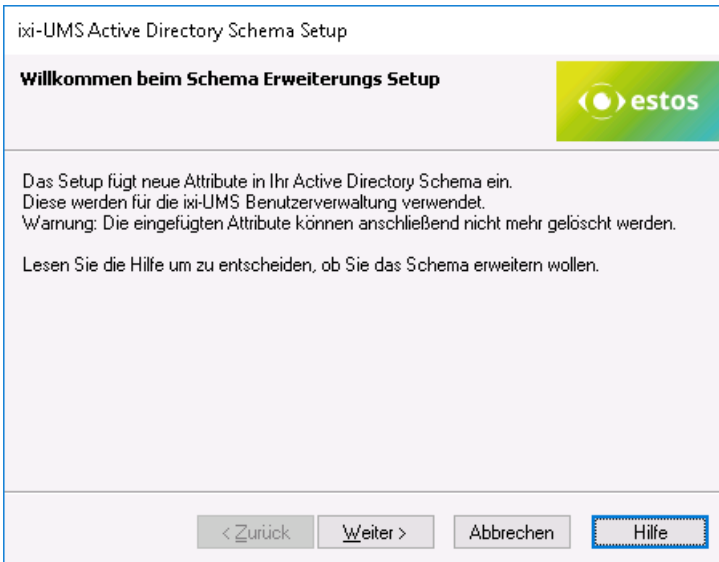 ixi-UMS Active Directory Schema Setup
Willkommen beim Schema Erweiterungs Setup
estos
Das Setup fügt neue Attribute in Ihr Active Directory Schema ein.
Diese werden für die ixi-UMS Benutzerverwaltung verwendet.
Warnung: Die eingefügten Attribute können anschließend nicht mehr gelöscht werden.
Lesen Sie die Hilfe um zu entscheiden, ob Sie das Schema erweitern wollen.
< Zurück Weiter > Abbrechen Hilfe